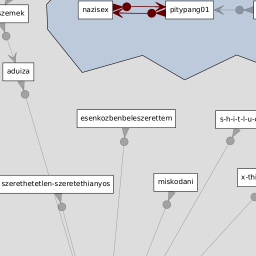 nazisex
pitypang01
szemek
aduiza
esenkozbenbeleszerettem
szerethetetlen-szeretethianyos
miskodani